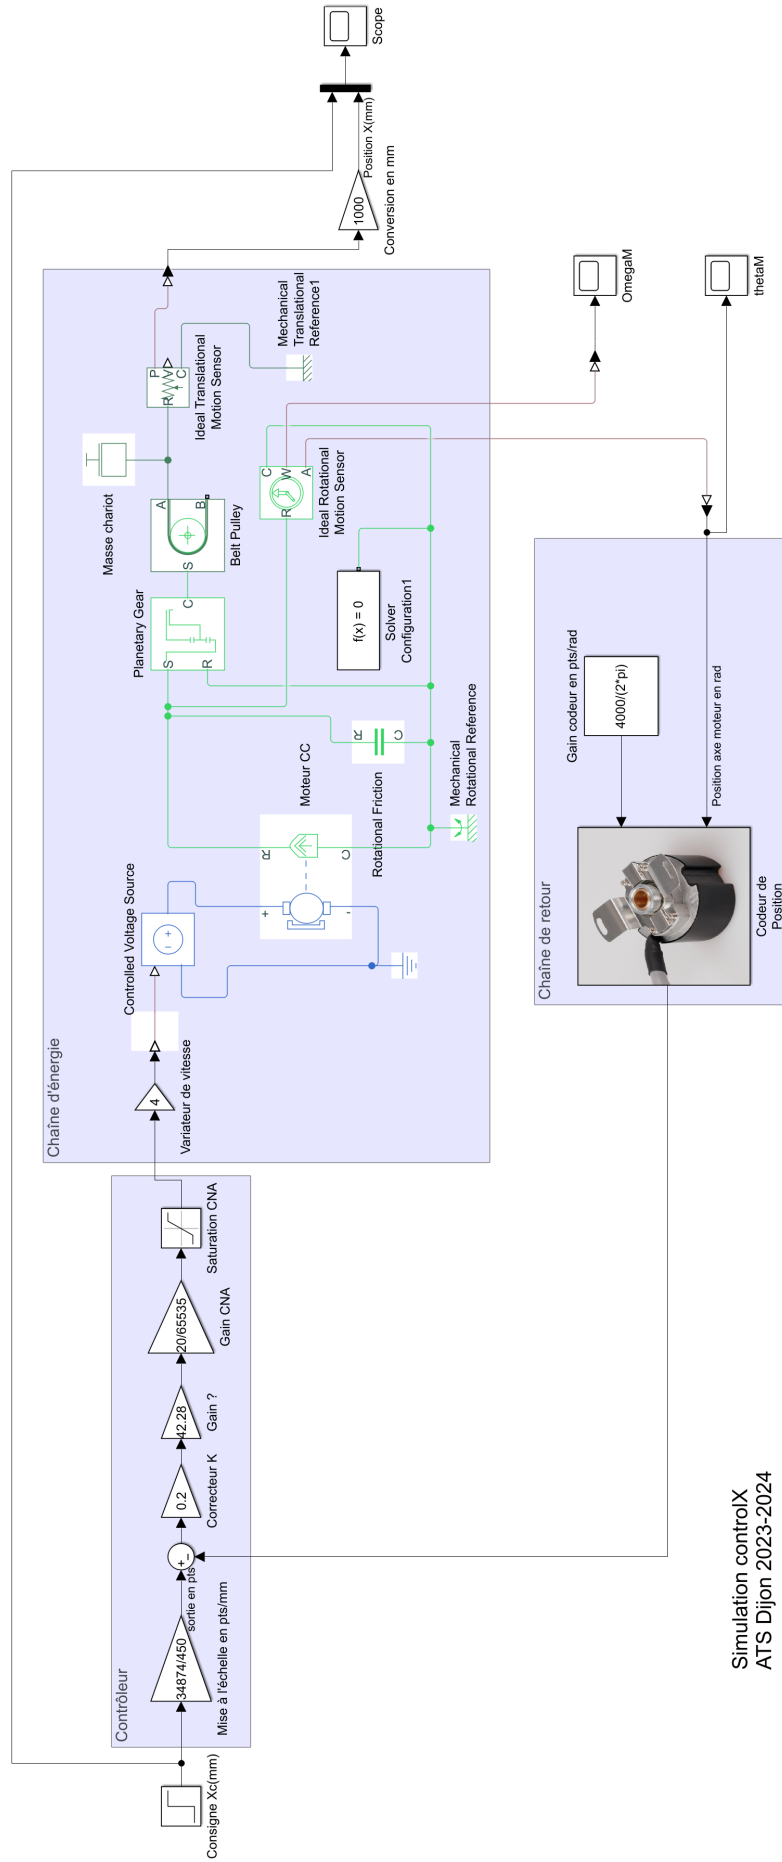 Consigne Xc(mm)
Contrôleur
34874/450
Mise à l'échelle en pts/mm
sortie en pts
+
−
0.2
Correcteur K
42.28
Gain ?
20/65535
Gain CNA
Saturation CNA
Chaîne d'énergie
4
Variateur de vitesse
Controlled Voltage Source
- +
+
-
R
C
Moteur CC
R
C
Rotational Friction
Mechanical
Rotational Reference
Planetary Gear
S
R
C
S
A
B
Belt Pulley
Masse chariot
f(x) = 0
Solver
Configuration1
R
C
W
A
Ideal Rotational
Motion Sensor
R
P
V
C
Ideal Translational
Motion Sensor
Mechanical
Translational
Reference1
1000
Conversion en mm
Position X(mm)
Scope
OmegaM
thetaM
Chaîne de retour
Gain codeur en pts/rad
4000/(2*pi)
Position axe moteur en rad
Codeur de
Position
Simulation controlX
ATS Dijon 2023-2024